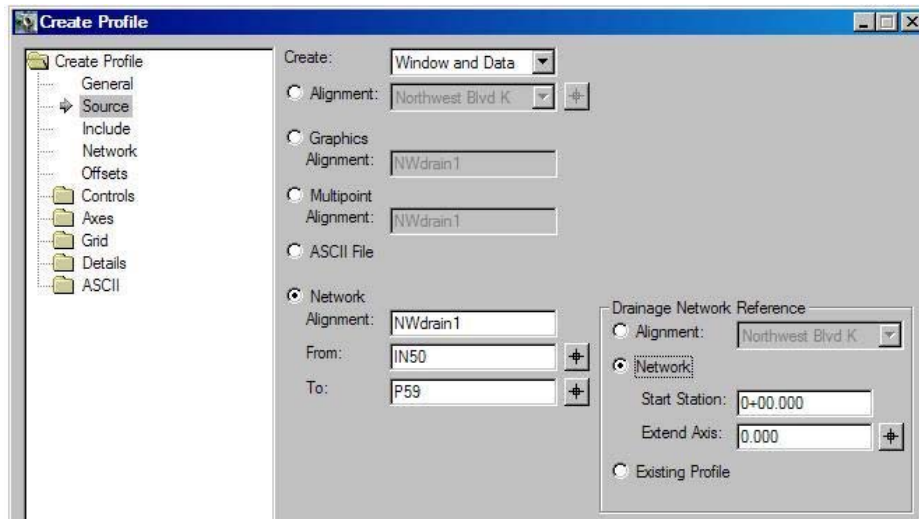 Create Profile
Create Profile
General
Source
Include
Network
Offsets
Controls
Axes
Grid
Details
ASCII
Create: Window and Data
Alignment: Northwest Blvd K
Graphics
Alignment: NWdrain1
Multipoint
Alignment: NWdrain1
ASCII File
Network
Alignment: NWdrain1
From: IN50
To: P59
Drainage Network Reference
Alignment: Northwest Blvd K
Network
Start Station: 0+00.000
Extend Axis: 0.000
Existing Profile